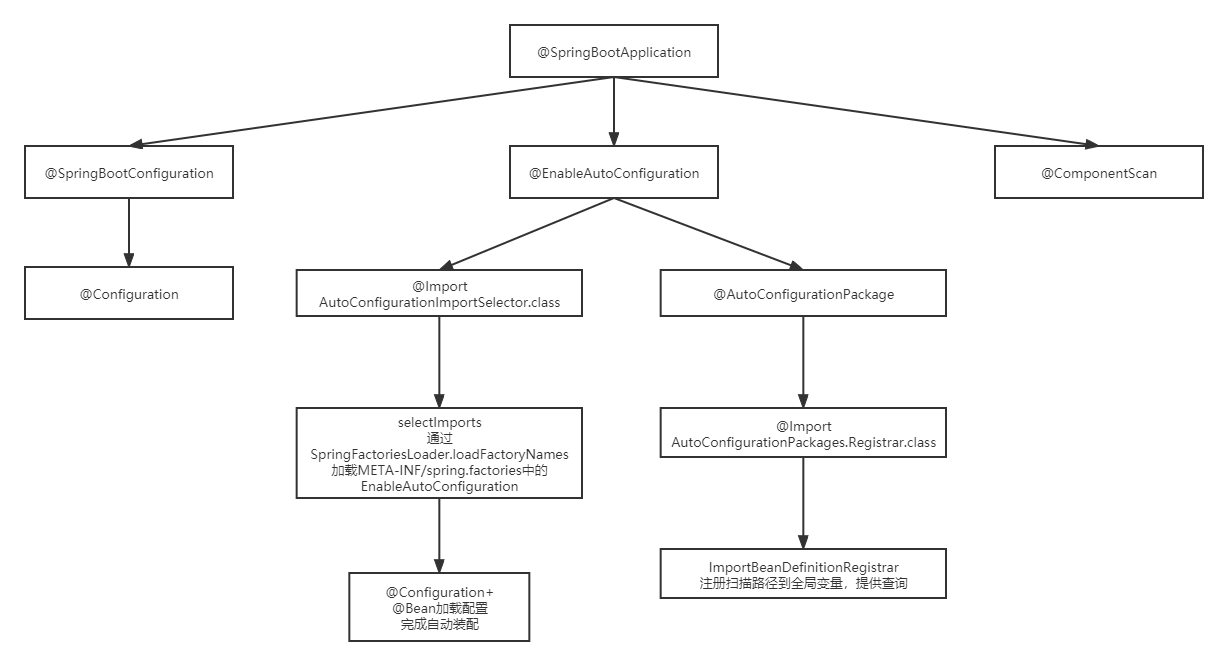 @SpringBootApplication
@SpringBootConfiguration
@EnableAutoConfiguration
@ComponentScan
@Configuration
@Import
AutoConfigurationImportSelector.class
@AutoConfigurationPackage
selectImports
通过
SpringFactoriesLoader.loadFactoryNames
加载META-INF/spring.factories中的
EnableAutoConfiguration
@Import
AutoConfigurationPackages.Registrar.class
@Configuration+
@Bean加载配置
完成自动装配
ImportBeanDefinitionRegistrar
注册扫描路径到全局变量，提供查询